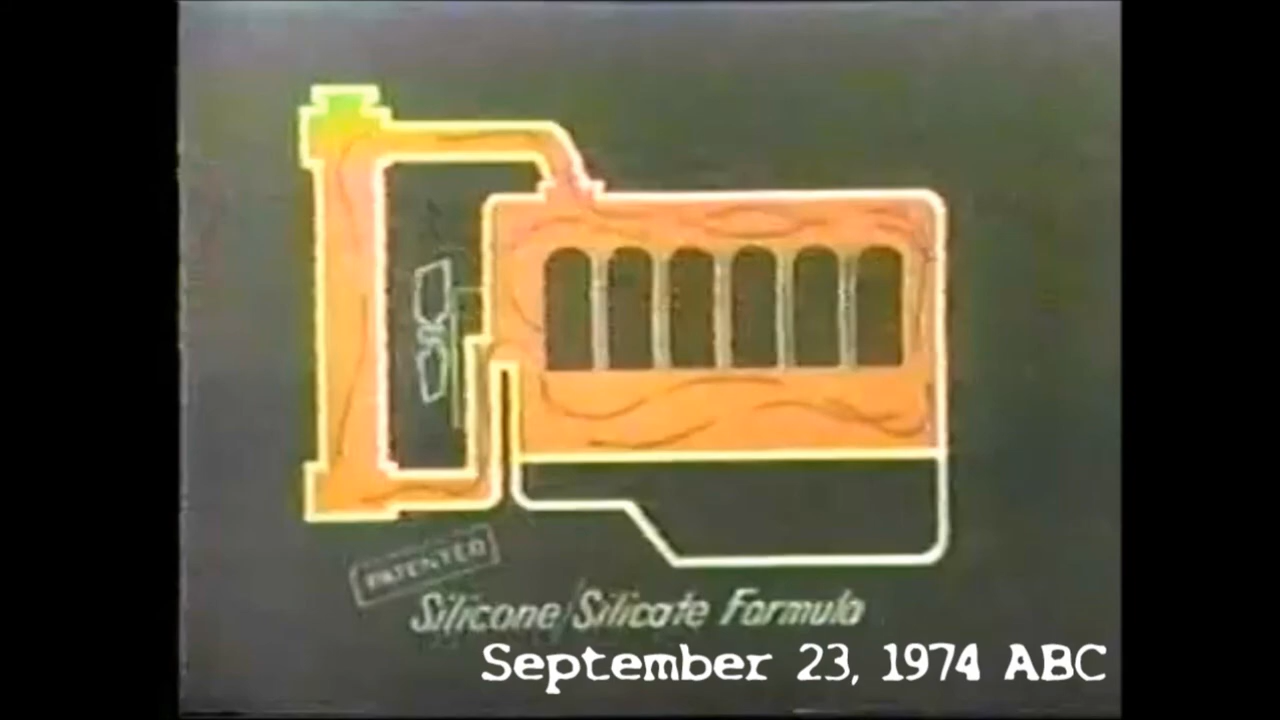 PATENTED
Silicone/Silicate Formula
September 23, 1974 ABC